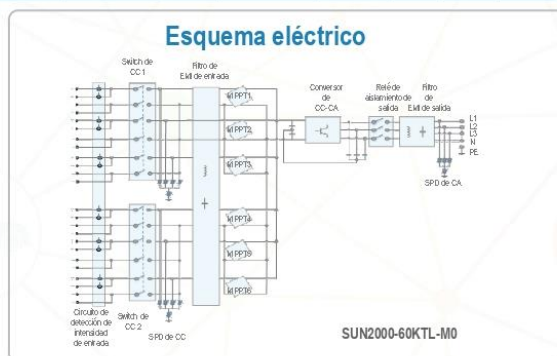 Esquema eléctrico
Switch de
CC 1
Filtro de
EMI de entrada
Conversor
de
CC-CA
Relé de
aislamiento de
salida
Filtro
de
EMI de salida
MPPT1
MPPT2
MPPT3
MPPT4
MPPT5
MPPT6
L1
L2
L3
N
PE
SPD de CA
Circuito de
detección de
intensidad
de entrada
Switch de
CC 2
SPD de CC
SUN2000-60KTL-M0